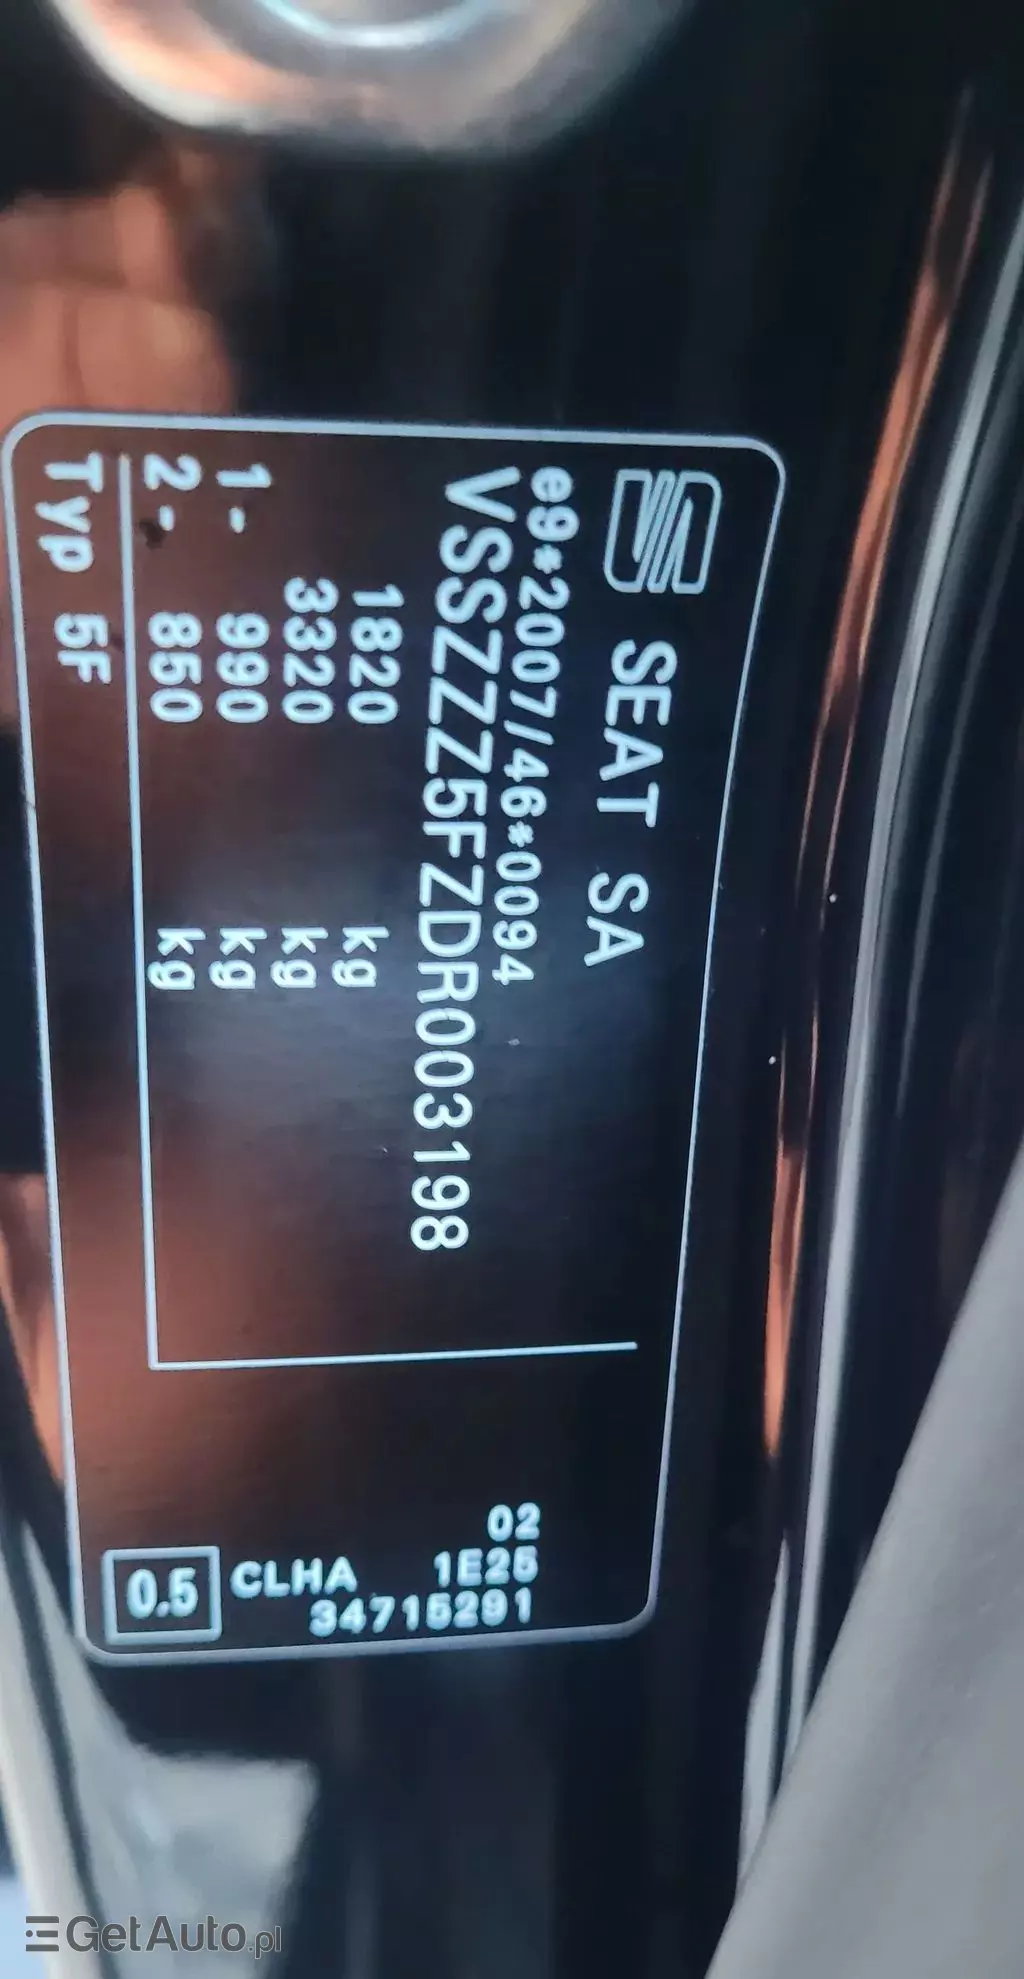 SEAT SA
e9*2007/46*0094
VSSZZZ5FZDR003198
1820 kg
3320 kg
1- 990 kg
2- 850 kg
Typ 5F
02
1E25
34715291
CLHA
0.5
GetAuto.pl